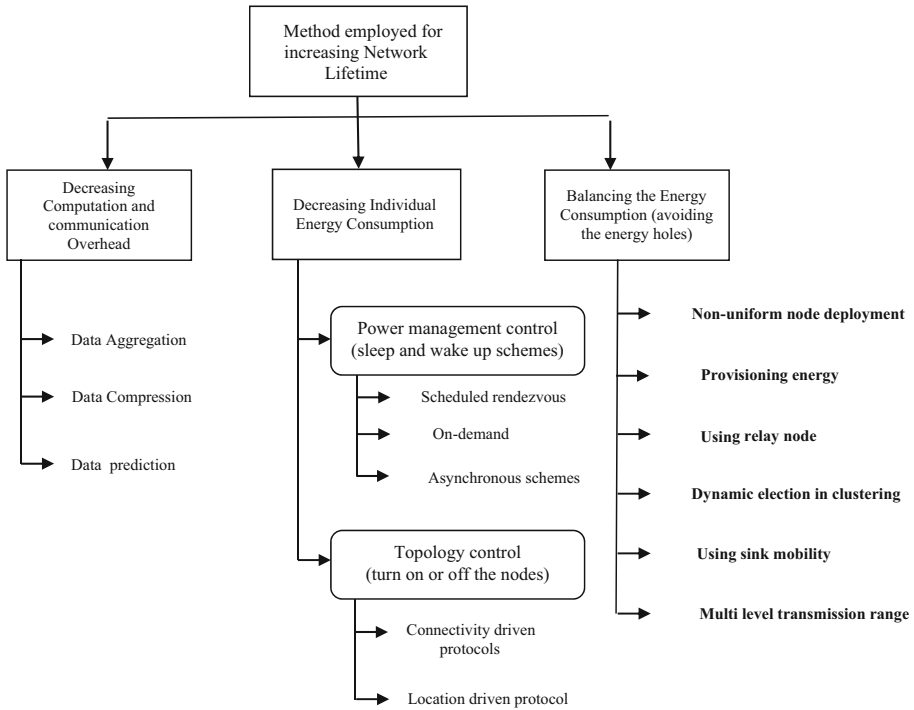 Method employed for
increasing Network
Lifetime
Decreasing
Computation and
communication
Overhead
Data Aggregation
Data Compression
Data prediction
Decreasing Individual
Energy Consumption
Power management control
(sleep and wake up schemes)
Scheduled rendezvous
On-demand
Asynchronous schemes
Topology control
(turn on or off the nodes)
Connectivity driven
protocols
Location driven protocol
Balancing the Energy
Consumption (avoiding
the energy holes)
Non-uniform node deployment
Provisioning energy
Using relay node
Dynamic election in clustering
Using sink mobility
Multi level transmission range